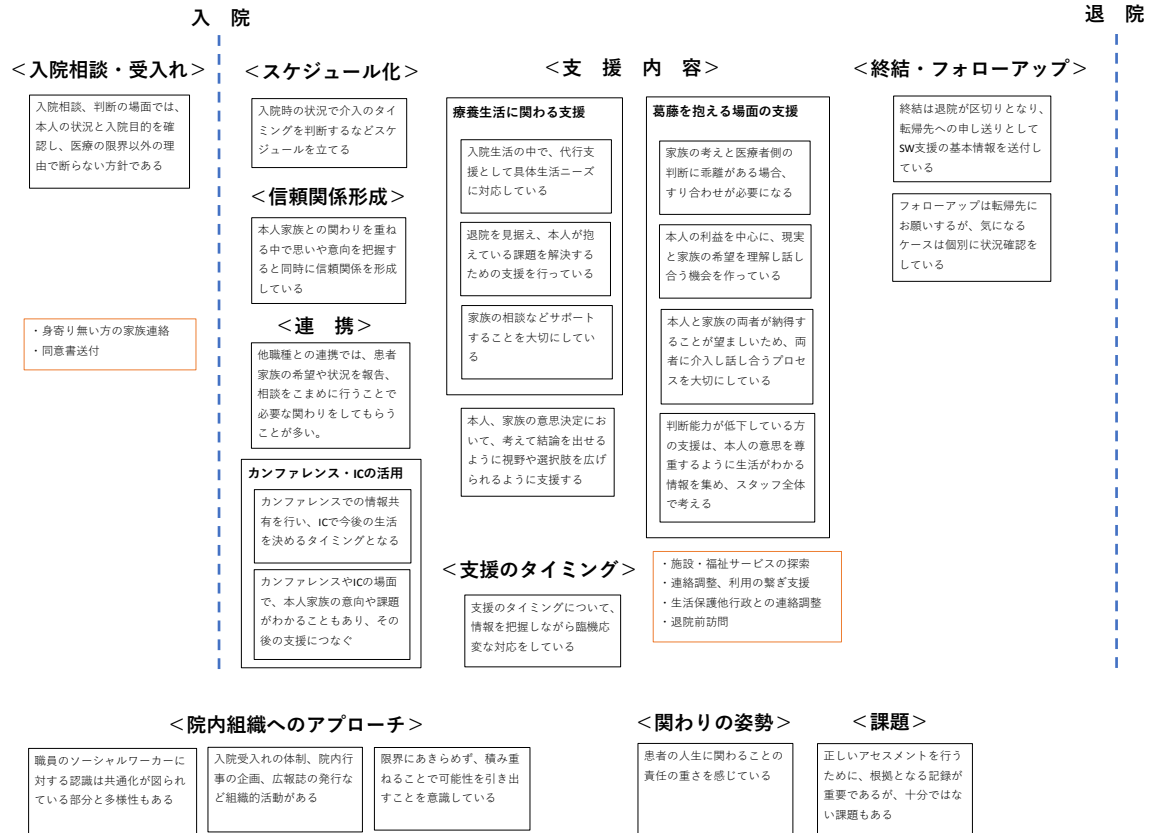 入　院
退　院
＜入院相談・受入れ＞
入院相談、判断の場面では、
本人の状況と入院目的を確
認し、医療の限界以外の理
由で断らない方針である
・身寄り無い方の家族連絡
・同意書送付
＜スケジュール化＞
入院時の状況で介入のタイ
ミングを判断するなどスケ
ジュールを立てる
＜信頼関係形成＞
本人家族との関わりを重ね
る中で思いや意向を把握す
ると同時に信頼関係を形成
している
＜連　携＞
他職種との連携では、患者
家族の希望や状況を報告、
相談をこまめに行うことで
必要な関わりをしてもらう
ことが多い。
カンファレンス・ICの活用
カンファレンスでの情報共
有を行い、ICで今後の生活
を決めるタイミングとなる
カンファレンスやICの場面
で、本人家族の意向や課題
がわかることもあり、その
後の支援につなぐ
＜支　援　内　容＞
療養生活に関わる支援
入院生活の中で、代行支
援として具体生活ニーズ
に対応している
退院を見据え、本人が抱
えている課題を解決する
ための支援を行っている
家族の相談などサポート
することを大切にしてい
る
本人、家族の意思決定にお
いて、考えて結論を出せる
ように視野や選択肢を広げ
られるように支援する
＜支援のタイミング＞
支援のタイミングについて、
情報を把握しながら臨機応
変な対応をしている
葛藤を抱える場面の支援
家族の考えと医療者側の
判断に乖離がある場合、
すり合わせが必要になる
本人の利益を中心に、現実
と家族の希望を理解し話し
合う機会を作っている
本人と家族の両者が納得す
ることが望ましいため、両
者に介入し話し合うプロセ
スを大切にしている
判断能力が低下している方
の支援は、本人の意思を尊
重するように生活がわかる
情報を集め、スタッフ全体
で考える
・施設・福祉サービスの探索
・連絡調整、利用の繋ぎ支援
・生活保護他行政との連絡調整
・退院前訪問
＜終結・フォローアップ＞
終結は退院が区切りとなり、
転帰先への申し送りとして
SW支援の基本情報を送付し
ている
フォローアップは転帰先に
お願いするが、気になる
ケースは個別に状況確認を
している
＜院内組織へのアプローチ＞
職員のソーシャルワーカーに
対する認識は共通化が図られ
ている部分と多様性もある
入院受入れの体制、院内行
事の企画、広報誌の発行な
ど組織的活動がある
限界にあきらめず、積み重
ねることで可能性を引き出
すことを意識している
＜関わりの姿勢＞
患者の人生に関わることの
責任の重さを感じている
＜課題＞
正しいアセスメントを行う
ために、根拠となる記録が
重要であるが、十分ではな
い課題もある